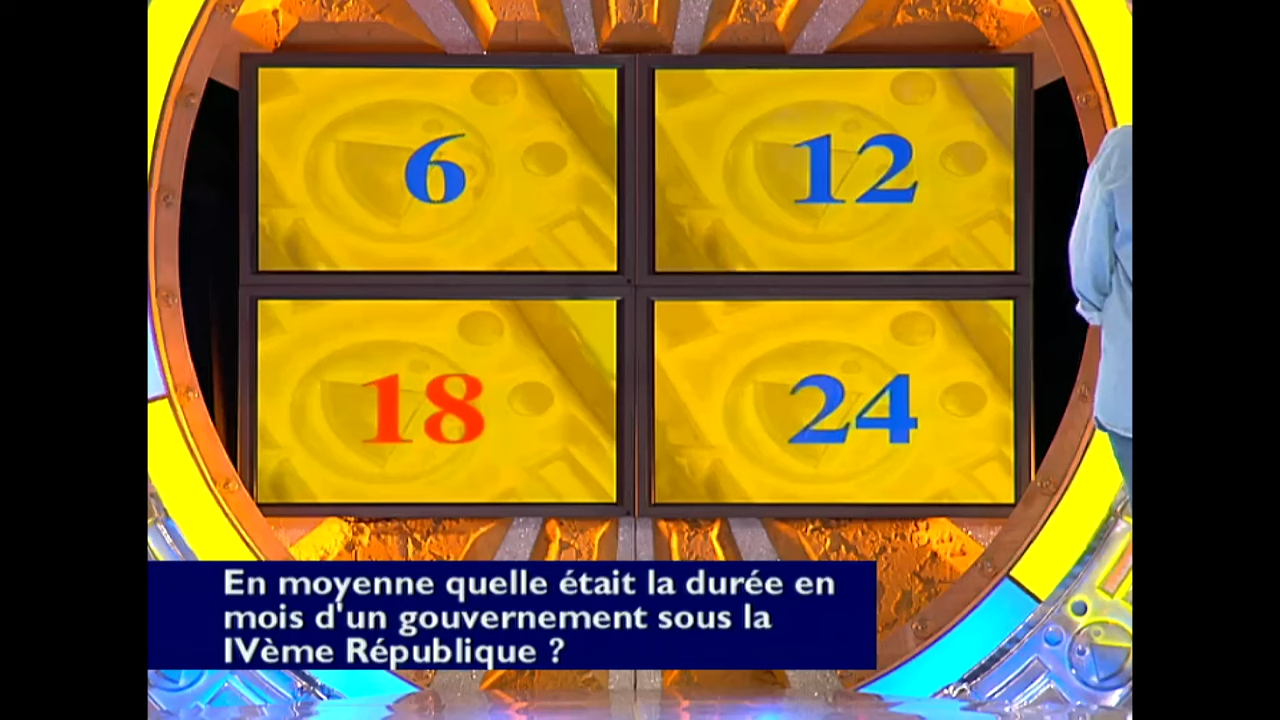 6
12
18
24
En moyenne quelle était la durée en
mois d'un gouvernement sous la
IVème République ?